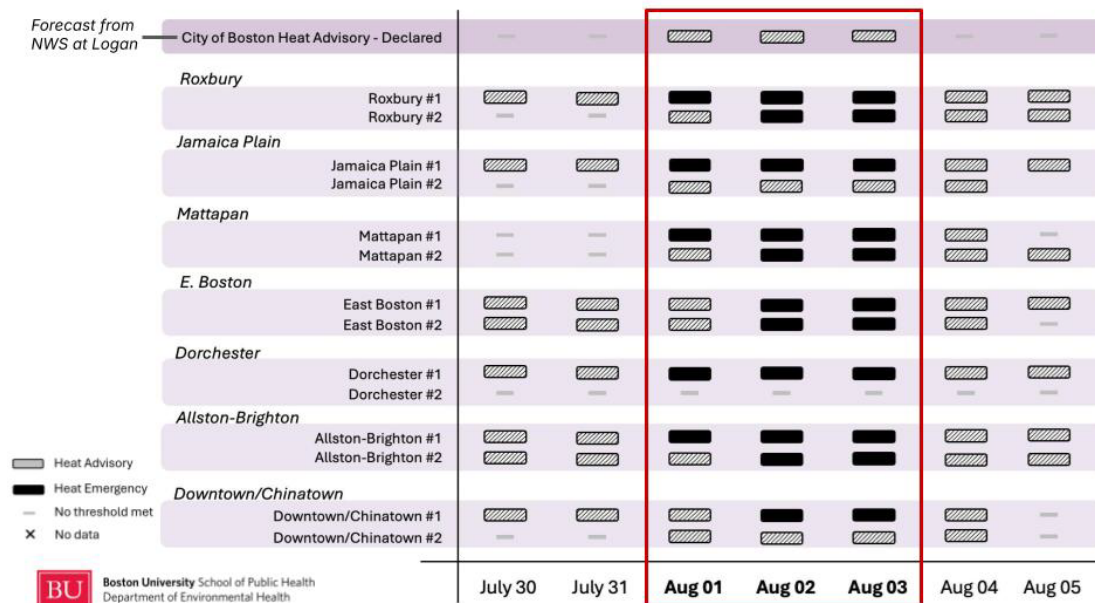 Forecast from
NWS at Logan
City of Boston Heat Advisory - Declared
Roxbury
Roxbury #1
Roxbury #2
Jamaica Plain
Jamaica Plain #1
Jamaica Plain #2
Mattapan
Mattapan #1
Mattapan #2
E. Boston
East Boston #1
East Boston #2
Dorchester
Dorchester #1
Dorchester #2
Allston-Brighton
Allston-Brighton #1
Allston-Brighton #2
Downtown/Chinatown
Downtown/Chinatown #1
Downtown/Chinatown #2
Heat Advisory
Heat Emergency
No threshold met
No data
BU
Boston University School of Public Health
Department of Environmental Health
July 30 July 31 Aug 01 Aug 02 Aug 03 Aug 04 Aug 05